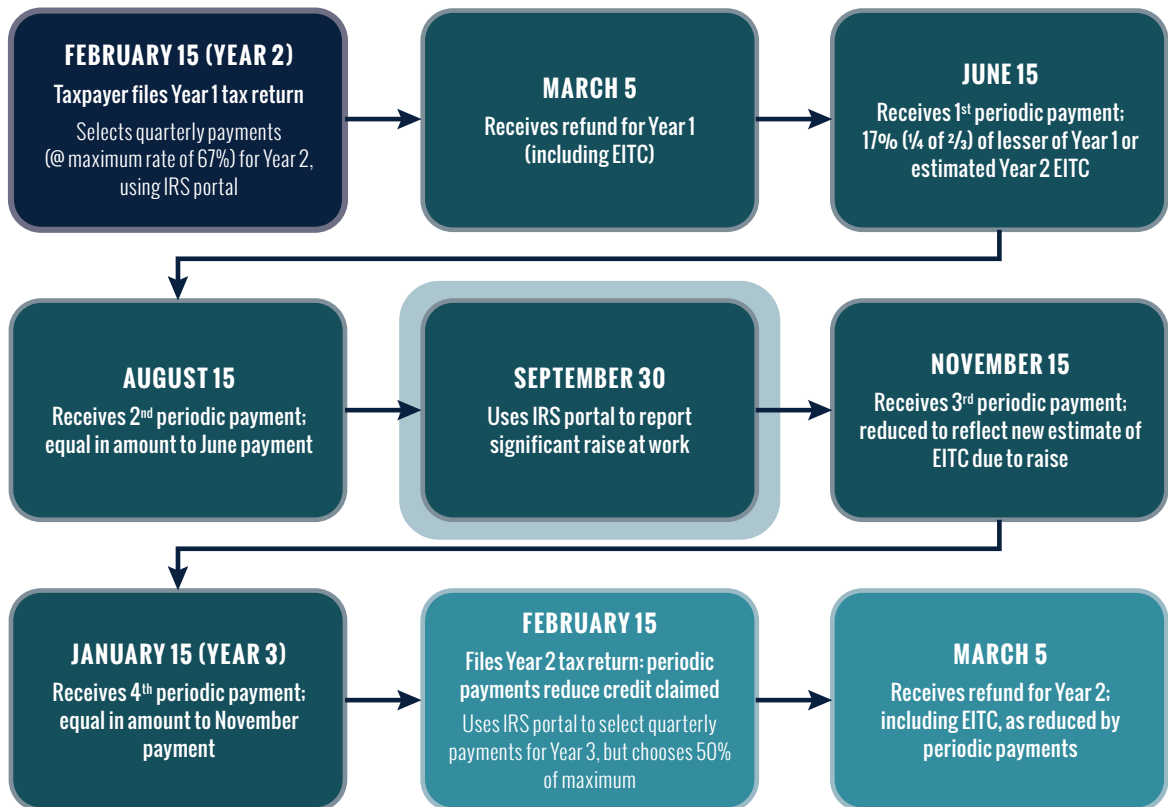 FEBRUARY 15 (YEAR 2)
Taxpayer files Year 1 tax return
Selects quarterly payments
(@ maximum rate of 67%) for Year 2,
using IRS portal
MARCH 5
Receives refund for Year 1
(including EITC)
JUNE 15
Receives 1st periodic payment;
17% (¼ of ⅔) of lesser of Year 1 or
estimated Year 2 EITC
AUGUST 15
Receives 2nd periodic payment;
equal in amount to June payment
SEPTEMBER 30
Uses IRS portal to report
significant raise at work
NOVEMBER 15
Receives 3rd periodic payment;
reduced to reflect new estimate of
EITC due to raise
JANUARY 15 (YEAR 3)
Receives 4th periodic payment;
equal in amount to November
payment
FEBRUARY 15
Files Year 2 tax return: periodic
payments reduce credit claimed
Uses IRS portal to select quarterly
payments for Year 3, but chooses 50%
of maximum
MARCH 5
Receives refund for Year 2;
including EITC, as reduced by
periodic payments